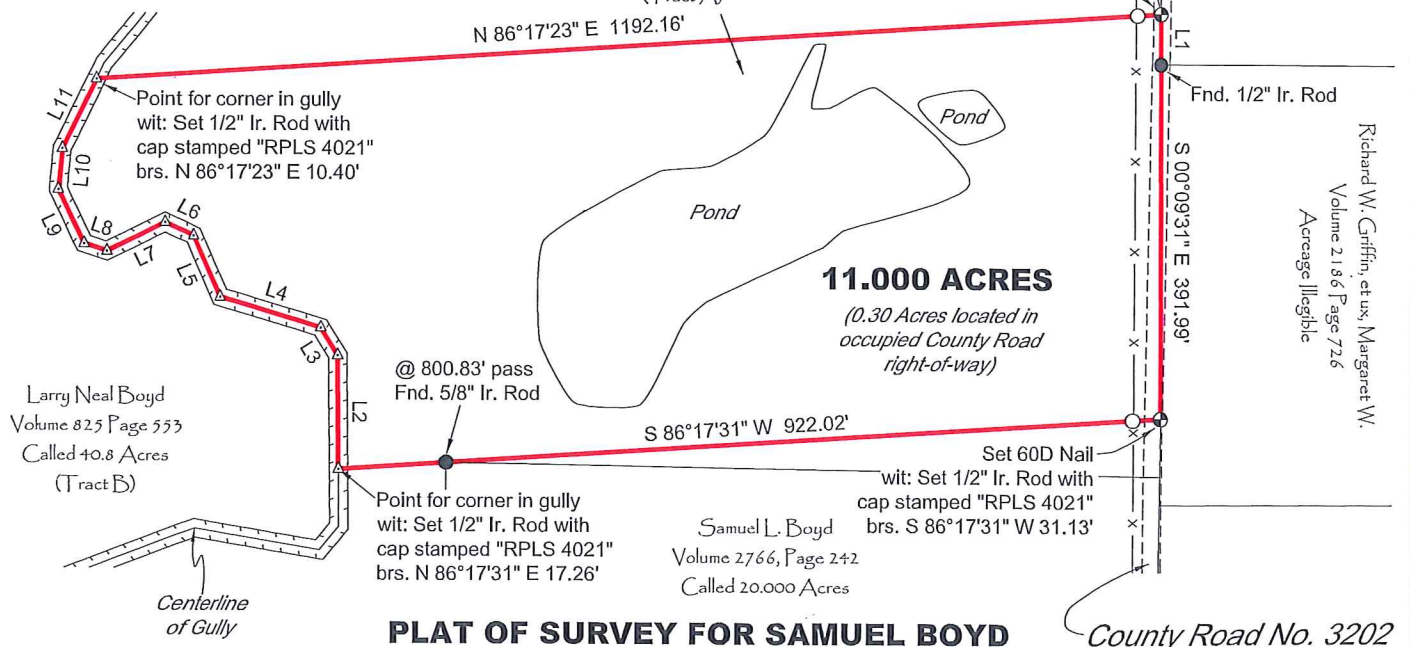 N 86°17'23" E 1192.16'
L1
Fnd. 1/2" Ir. Rod
L11
Point for corner in gully
wit: Set 1/2" Ir. Rod with
cap stamped "RPLS 4021"
brs. N 86°17'23" E 10.40'
L10
L9
L8
L7
L6
L5
L4
L3
L2
Pond
Pond
S 00°09'31" E 391.99'
Richard W. Griffin, et ux, Margaret W.
Volume 2186 Page 726
Acreage Illegible
11.000 ACRES
(0.30 Acres located in
occupied County Road
right-of-way)
@ 800.83' pass
Fnd. 5/8" Ir. Rod
S 86°17'31" W 922.02'
Larry Neal Boyd
Volume 825 Page 553
Called 40.8 Acres
(Tract B)
Set 60D Nail
wit: Set 1/2" Ir. Rod with
cap stamped "RPLS 4021"
brs. S 86°17'31" W 31.13'
Point for corner in gully
wit: Set 1/2" Ir. Rod with
cap stamped "RPLS 4021"
brs. N 86°17'31" E 17.26'
Samuel L. Boyd
Volume 2766, Page 242
Called 20.000 Acres
Centerline
of Gully
PLAT OF SURVEY FOR SAMUEL BOYD
County Road No. 3202